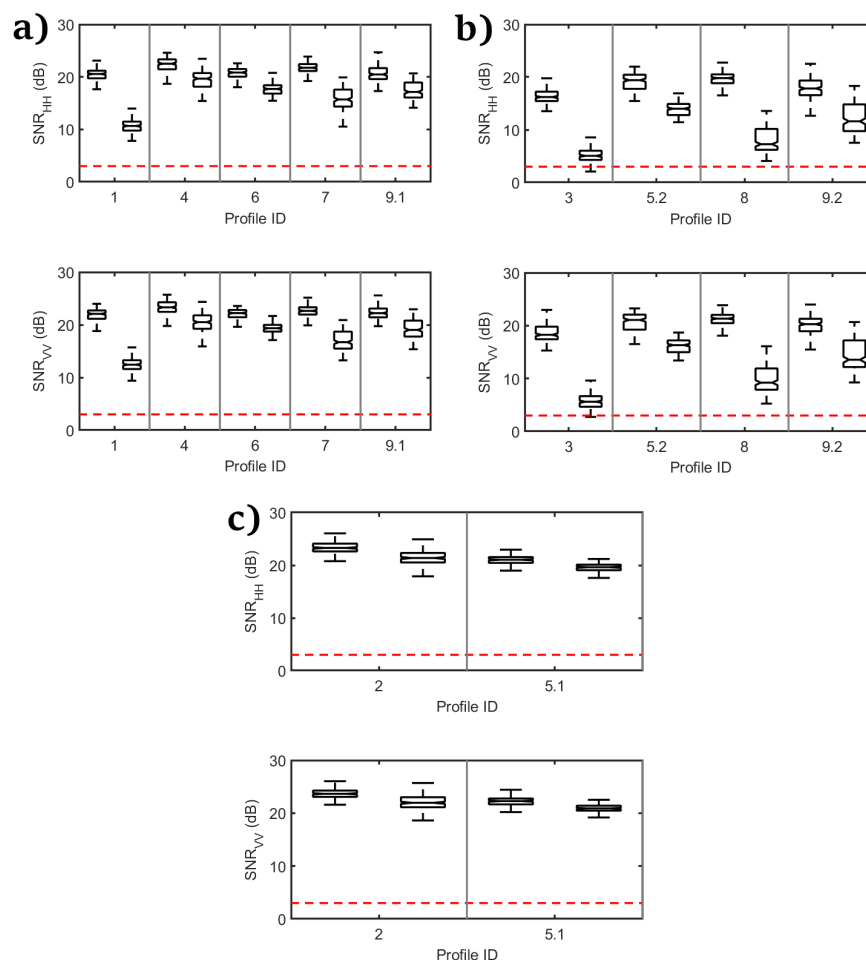 a)
30
20
10
0
SNR_HH (dB)
1 4 6 7 9.1
Profile ID
30
20
10
0
SNR_VV (dB)
1 4 6 7 9.1
Profile ID
b)
30
20
10
0
SNR_HH (dB)
3 5.2 8 9.2
Profile ID
30
20
10
0
SNR_VV (dB)
3 5.2 8 9.2
Profile ID
c)
30
20
10
0
SNR_HH (dB)
2 5.1
Profile ID
30
20
10
0
SNR_VV (dB)
2 5.1
Profile ID